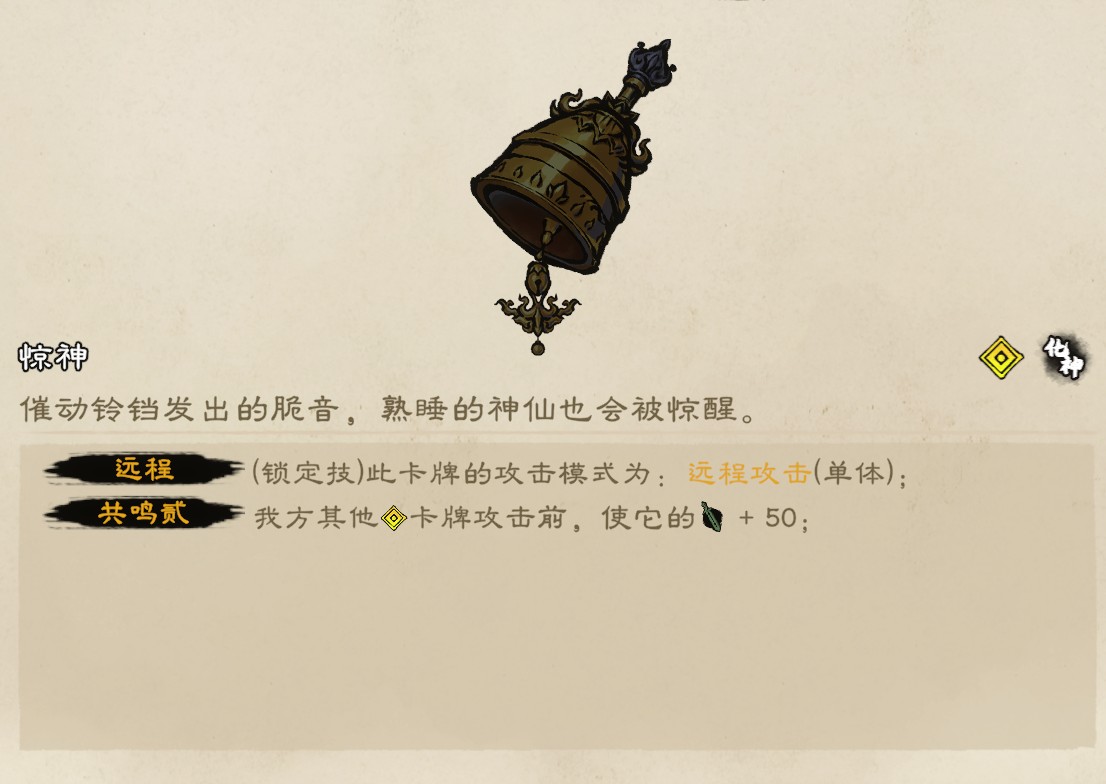 惊神
化神
催动铃铛发出的脆音，熟睡的神仙也会被惊醒。
远程 (锁定技)此卡牌的攻击模式为：远程攻击(单体)；
共鸣贰 我方其他卡牌攻击前，使它的 + 50；